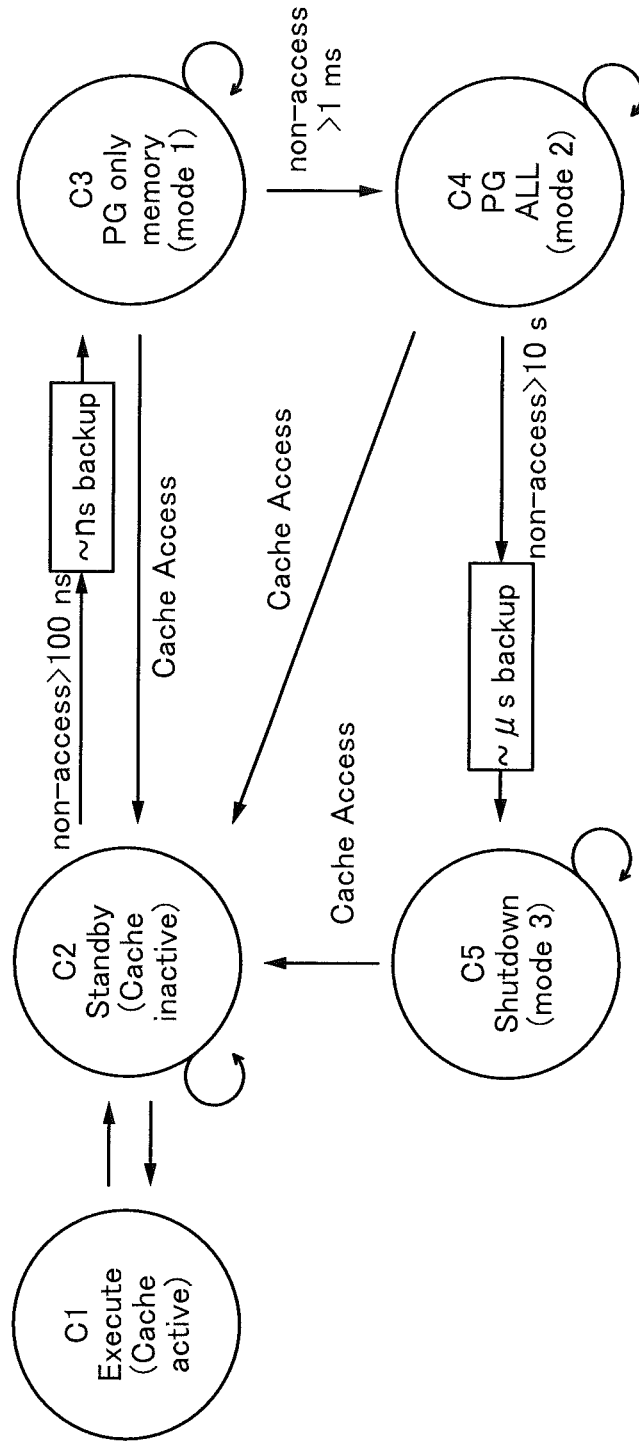 C1
Execute
(Cache
active)
C2
Standby
(Cache
inactive)
non-access>100 ns
~ns backup
Cache Access
C3
PG only
memory
(mode 1)
non-access
>1 ms
Cache Access
C4
PG
ALL
(mode 2)
non-access>10 s
~μs backup
Cache Access
C5
Shutdown
(mode 3)